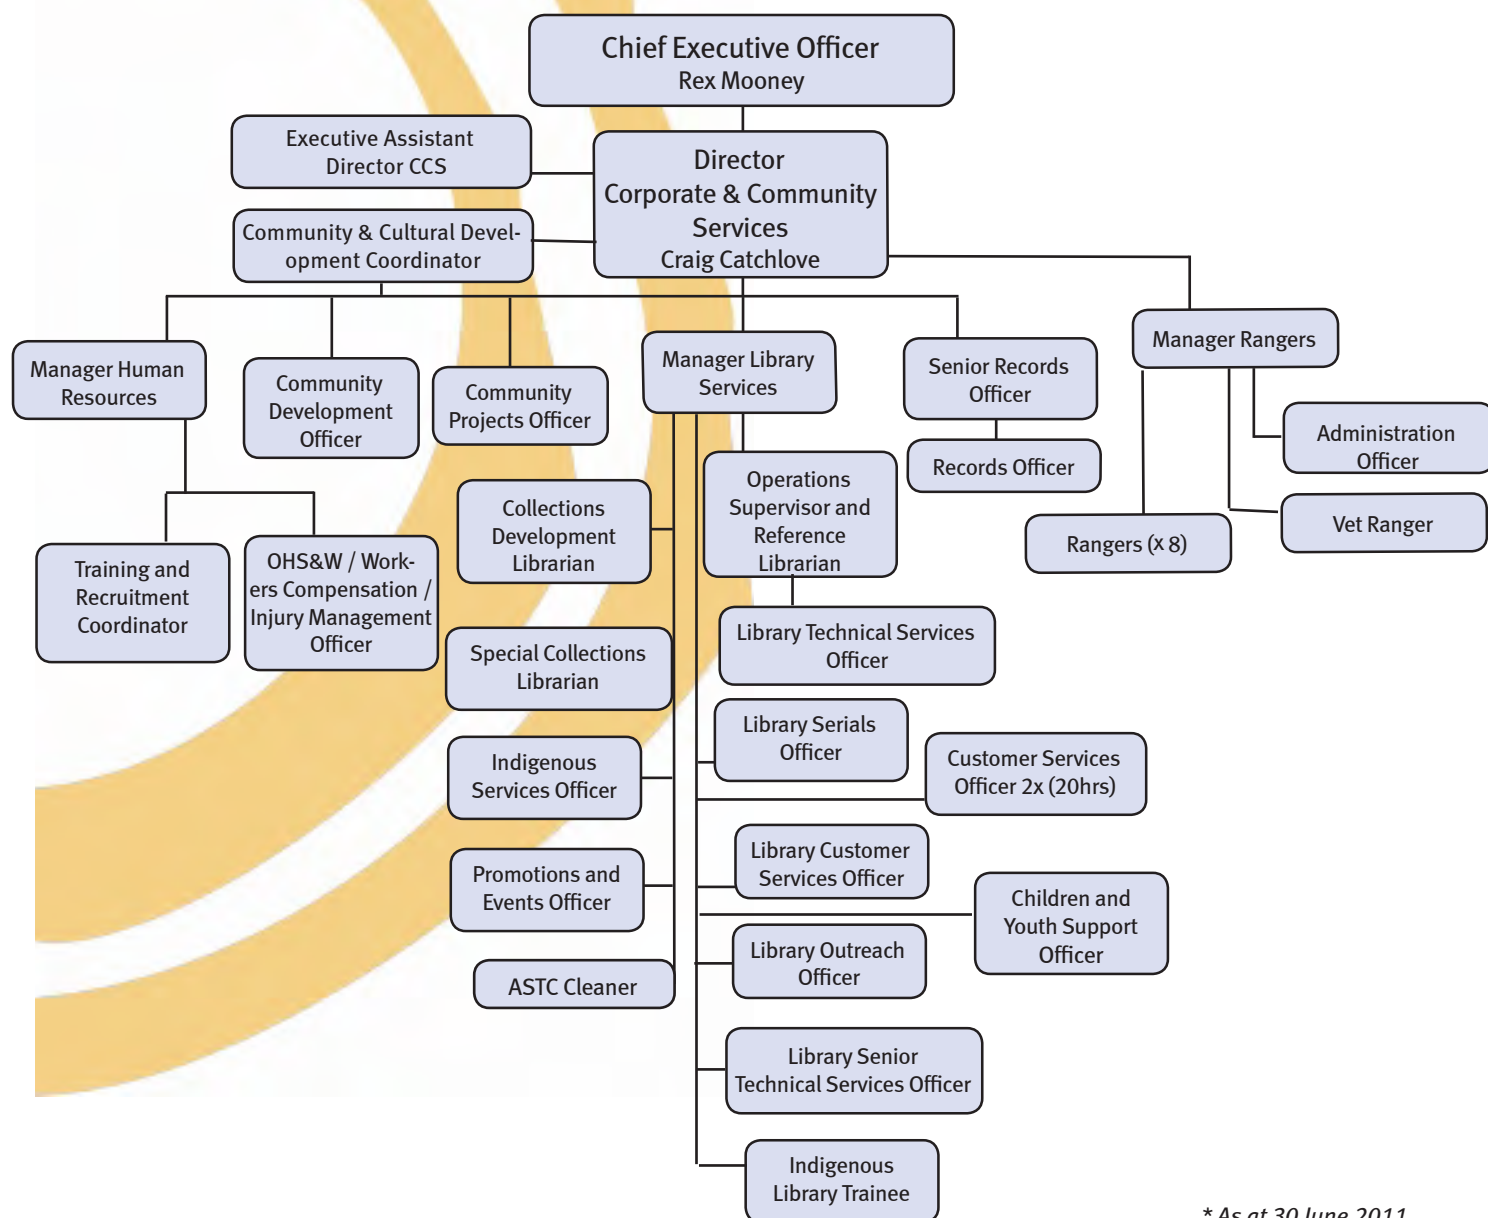 Chief Executive Officer
Rex Mooney
Executive Assistant
Director CCS
Director
Corporate & Community
Services
Craig Catchlove
Community & Cultural Devel-
opment Coordinator
Manager Human
Resources
Community
Development
Officer
Community
Projects Officer
Manager Library
Services
Senior Records
Officer
Manager Rangers
Records Officer
Administration
Officer
Vet Ranger
Rangers (x 8)
Training and
Recruitment
Coordinator
OHS&W / Work-
ers Compensation /
Injury Management
Officer
Collections
Development
Librarian
Operations
Supervisor and
Reference
Librarian
Special Collections
Librarian
Library Technical Services
Officer
Indigenous
Services Officer
Library Serials
Officer
Customer Services
Officer 2x (20hrs)
Promotions and
Events Officer
Library Customer
Services Officer
Children and
Youth Support
Officer
ASTC Cleaner
Library Outreach
Officer
Library Senior
Technical Services Officer
Indigenous
Library Trainee
* As at 30 June 2011